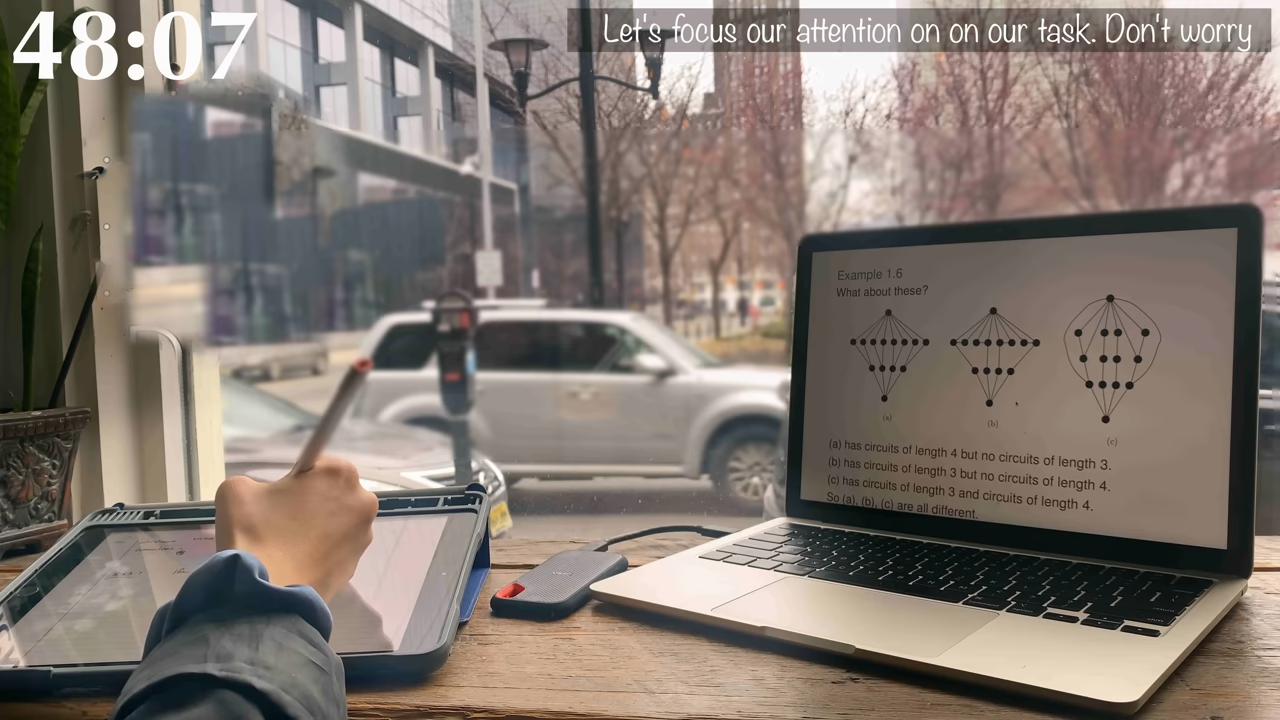 48:07
Let's focus our attention on on our task. Don't worry
Example 1.6
What about these?
(a)
(b)
(c)
(a) has circuits of length 4 but no circuits of length 3.
(b) has circuits of length 3 but no circuits of length 4.
(c) has circuits of length 3 and circuits of length 4.
So (a), (b), (c) are all different.